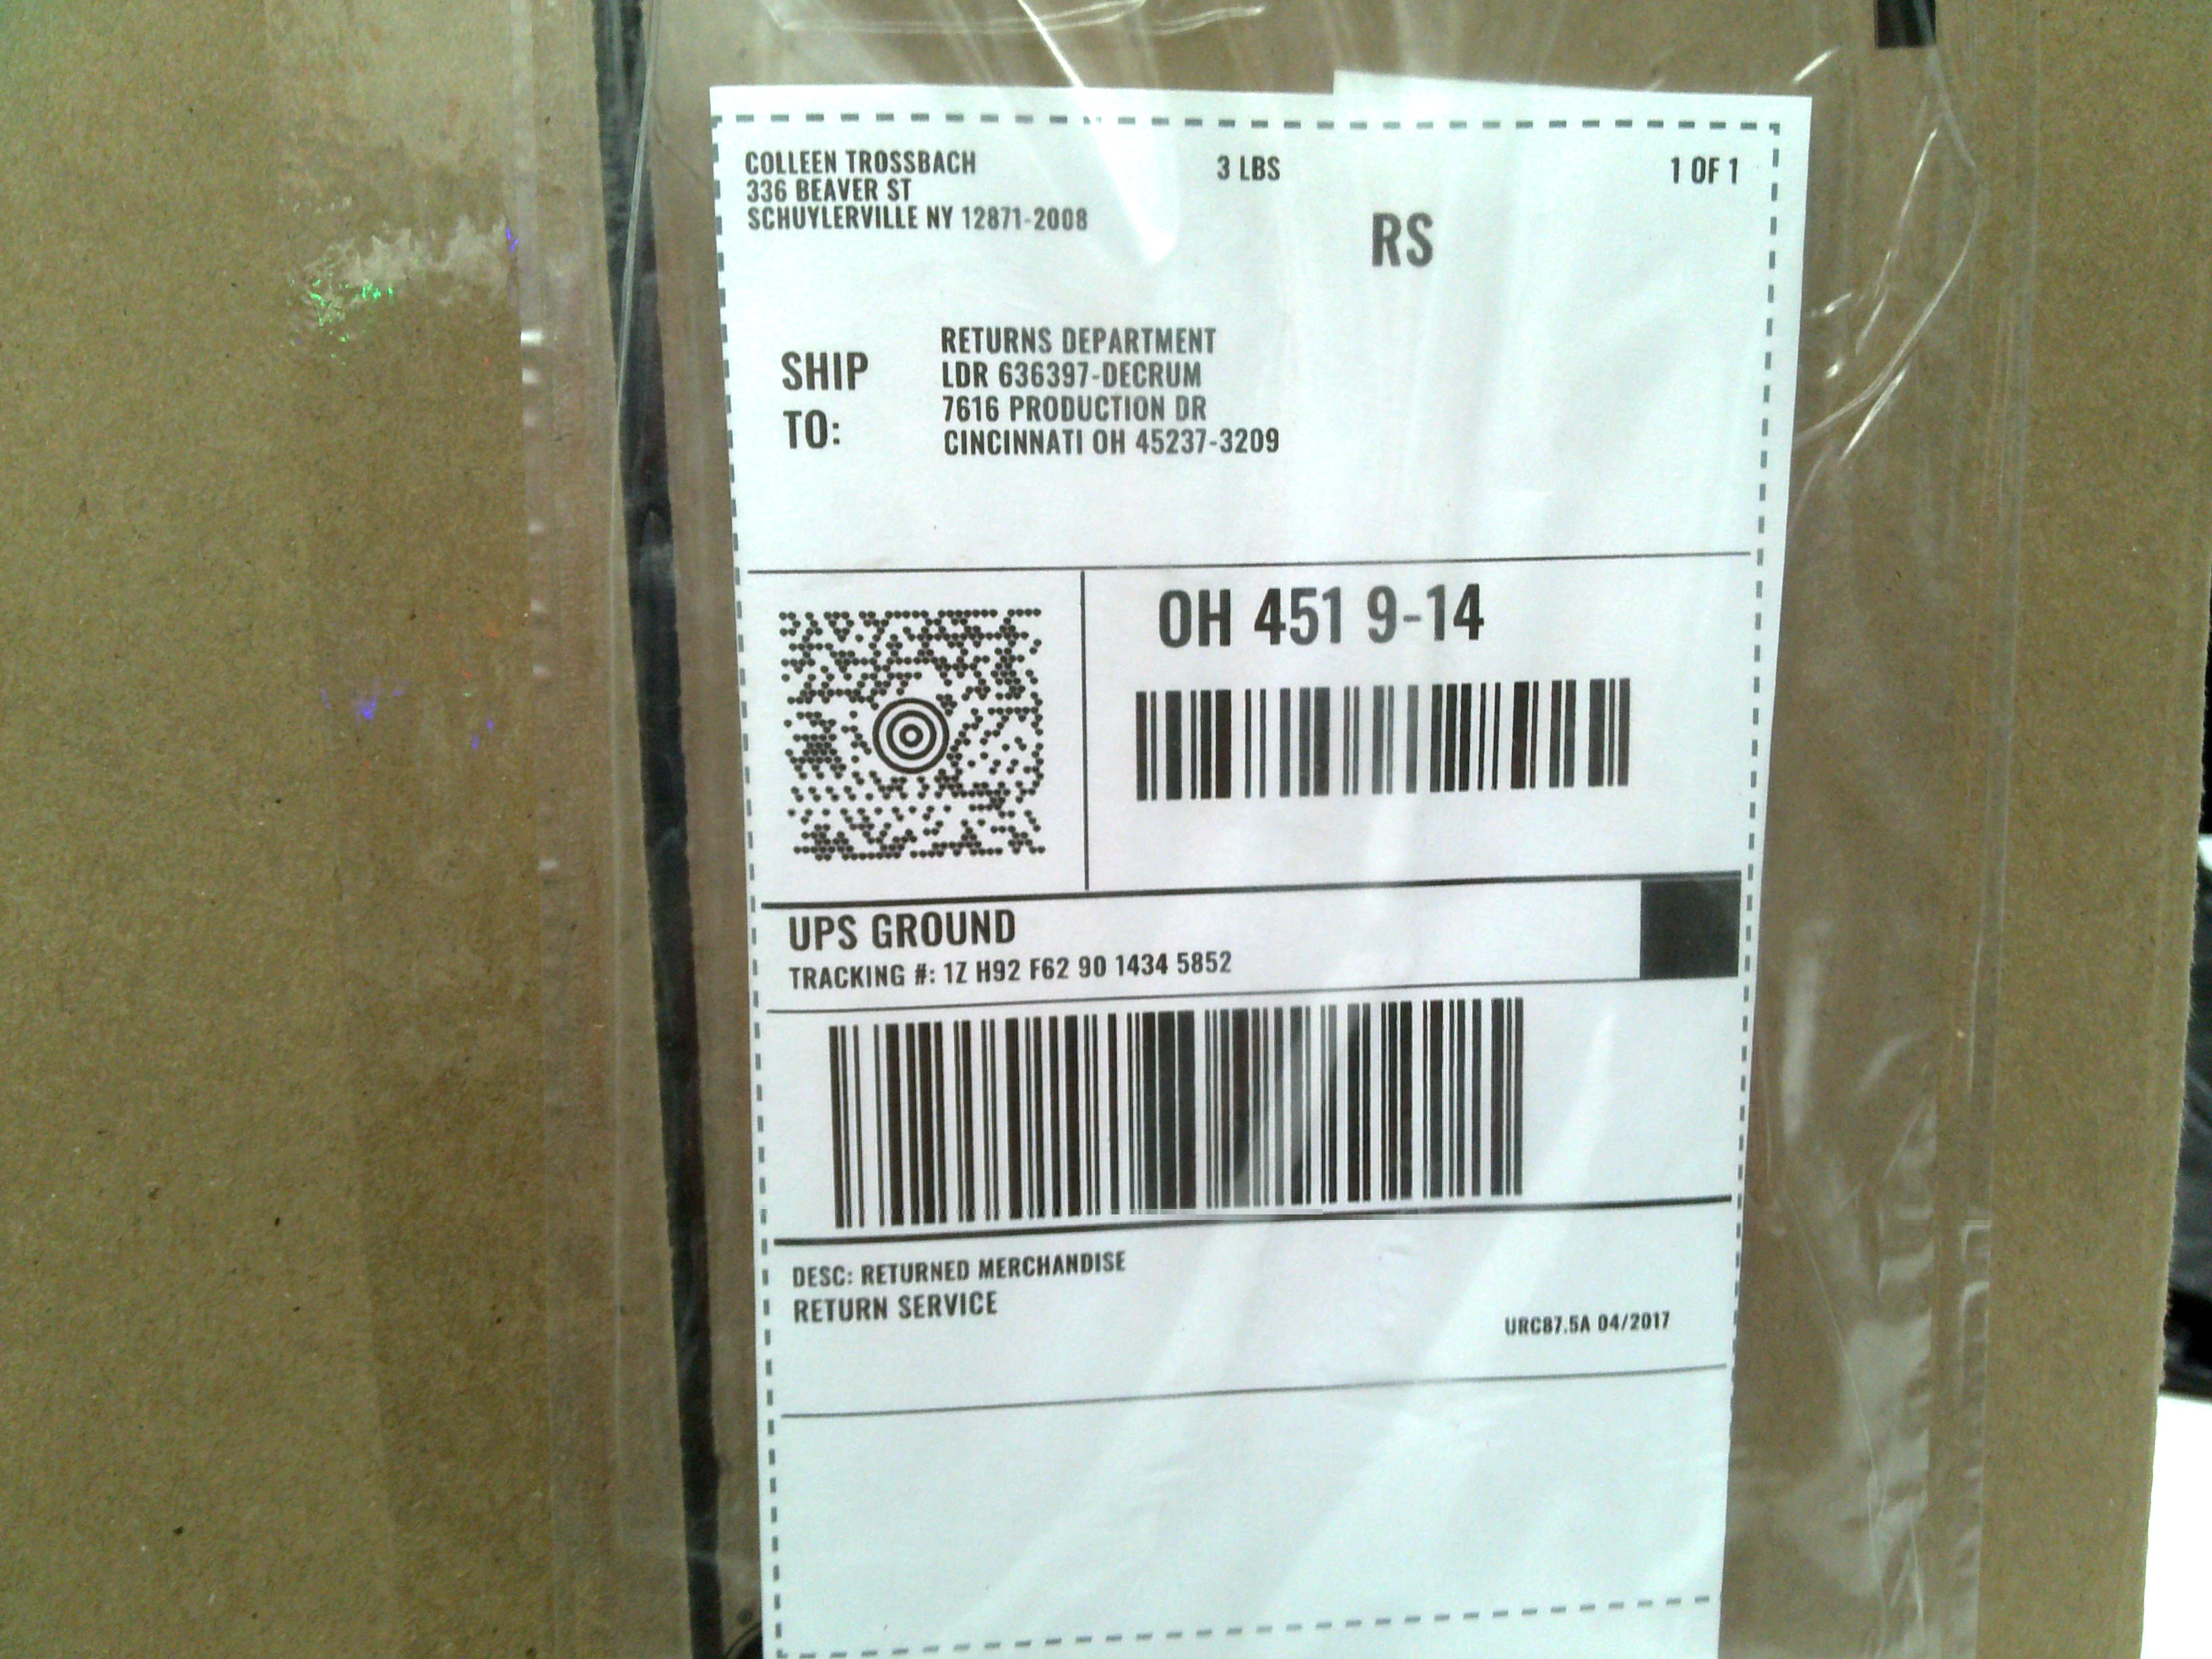 COLLEEN TROSSBACH
336 BEAVER ST
SCHUYLERVILLE NY 12871-2008
3 LBS
1 OF 1
RS
SHIP TO:
RETURNS DEPARTMENT
LDR 636397-DECRUM
7616 PRODUCTION DR
CINCINNATI OH 45237-3209
OH 451 9-14
UPS GROUND
TRACKING #: 1Z H92 F62 90 1434 5852
DESC: RETURNED MERCHANDISE
RETURN SERVICE
URC87.5A 04/2017